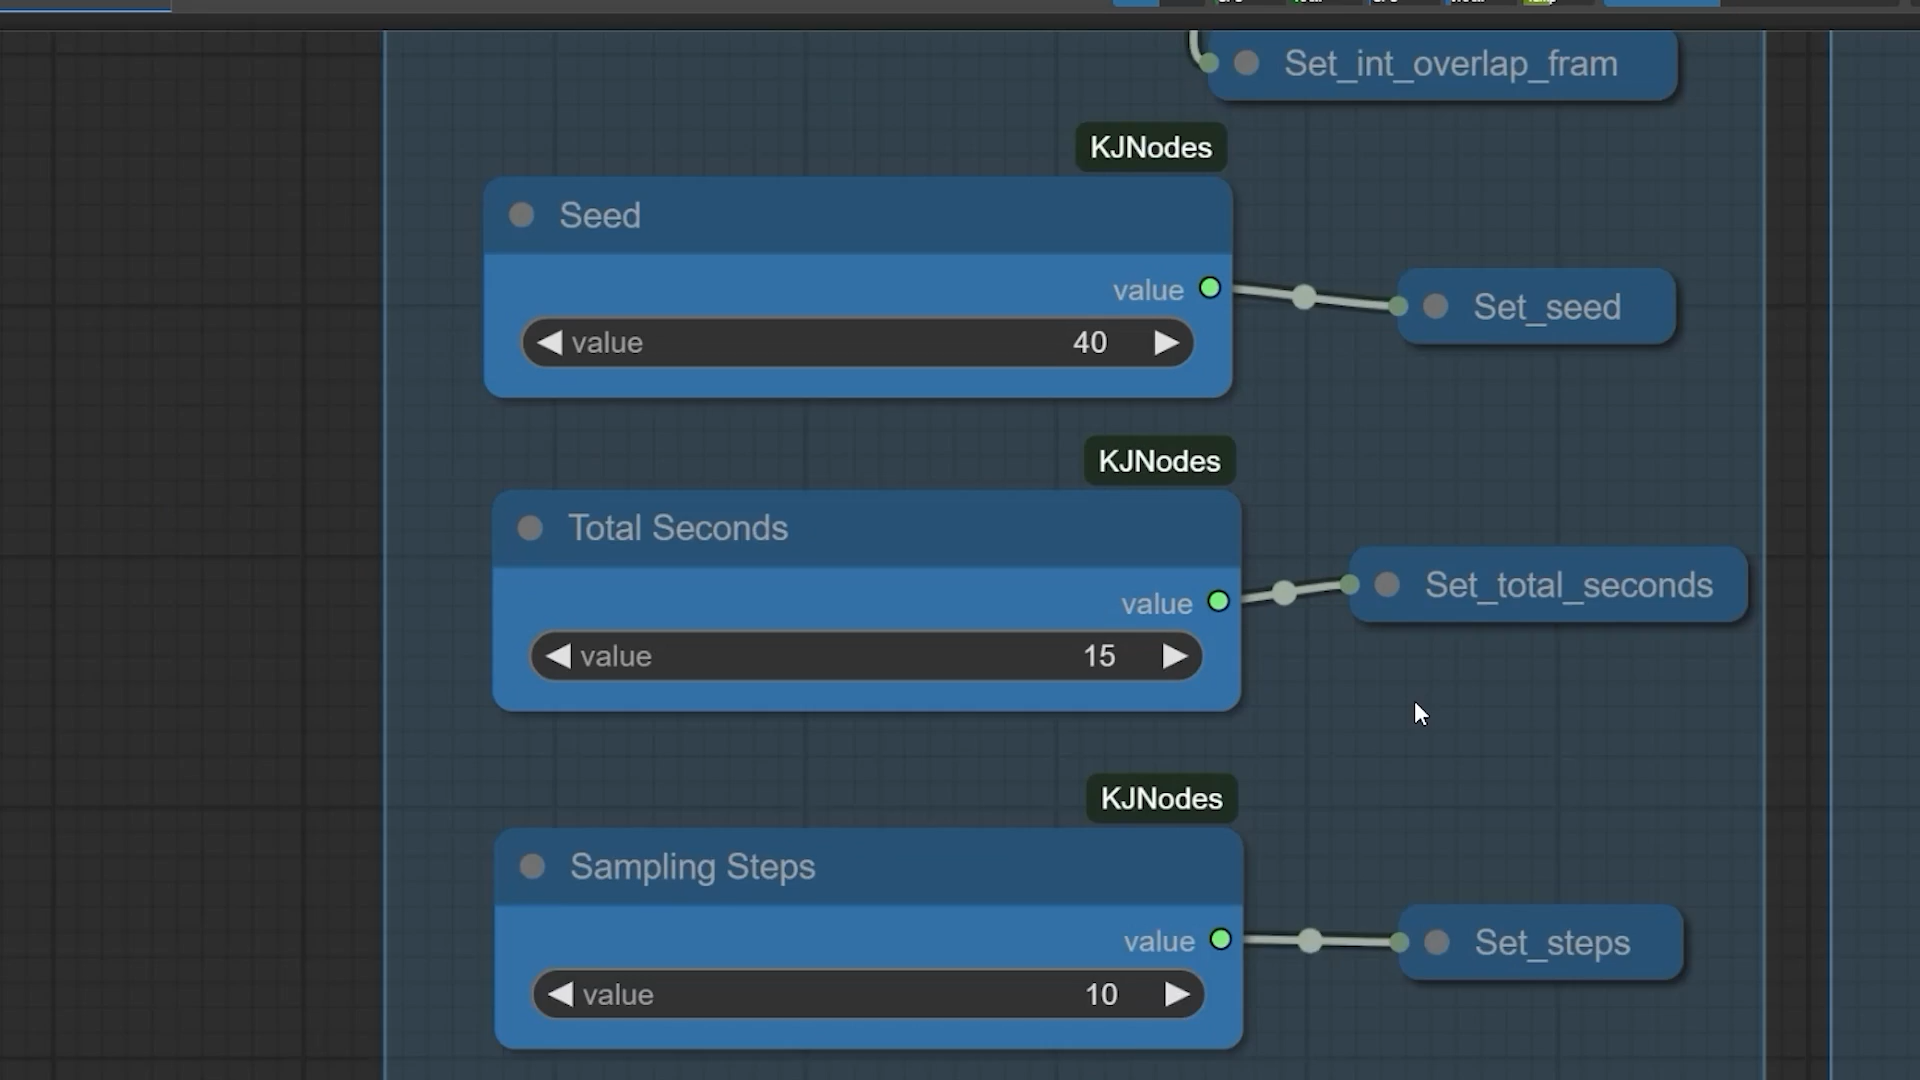 Set_int_overlap_fram
KJNodes
Seed
value
value 40
Set_seed
KJNodes
Total Seconds
value
value 15
Set_total_seconds
KJNodes
Sampling Steps
value
value 10
Set_steps